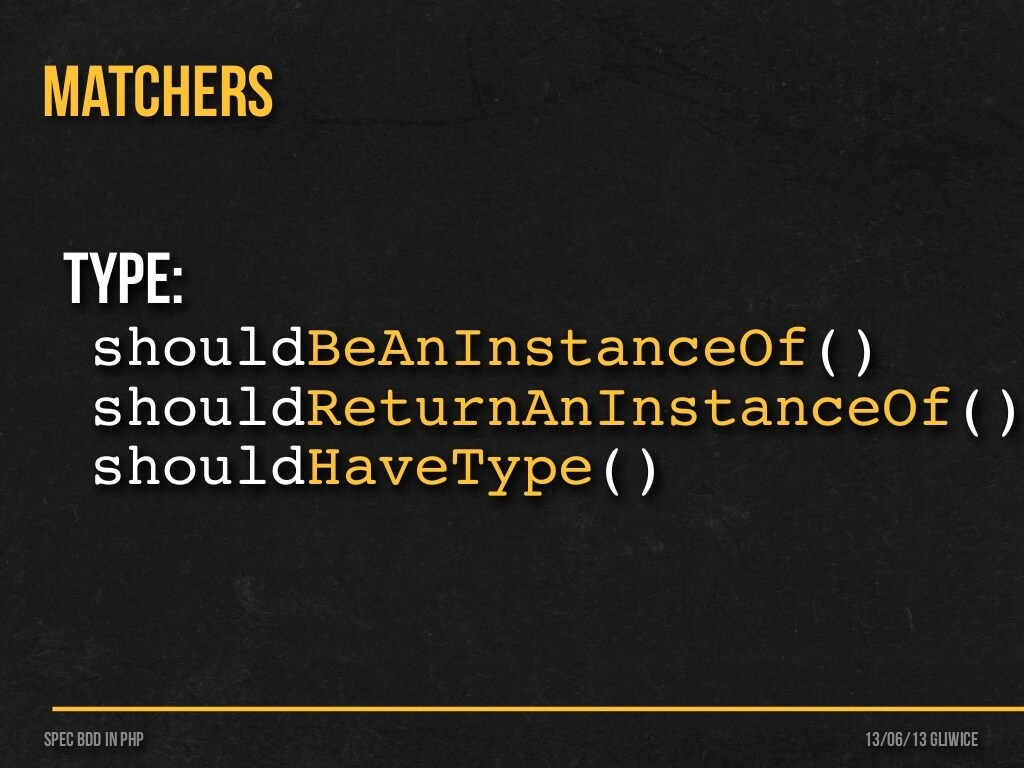 MATCHERS
TYPE:
shouldBeAnInstanceOf()
shouldReturnAnInstanceOf()
shouldHaveType()
SPEC BDD IN PHP
13/06/13 GLIWICE